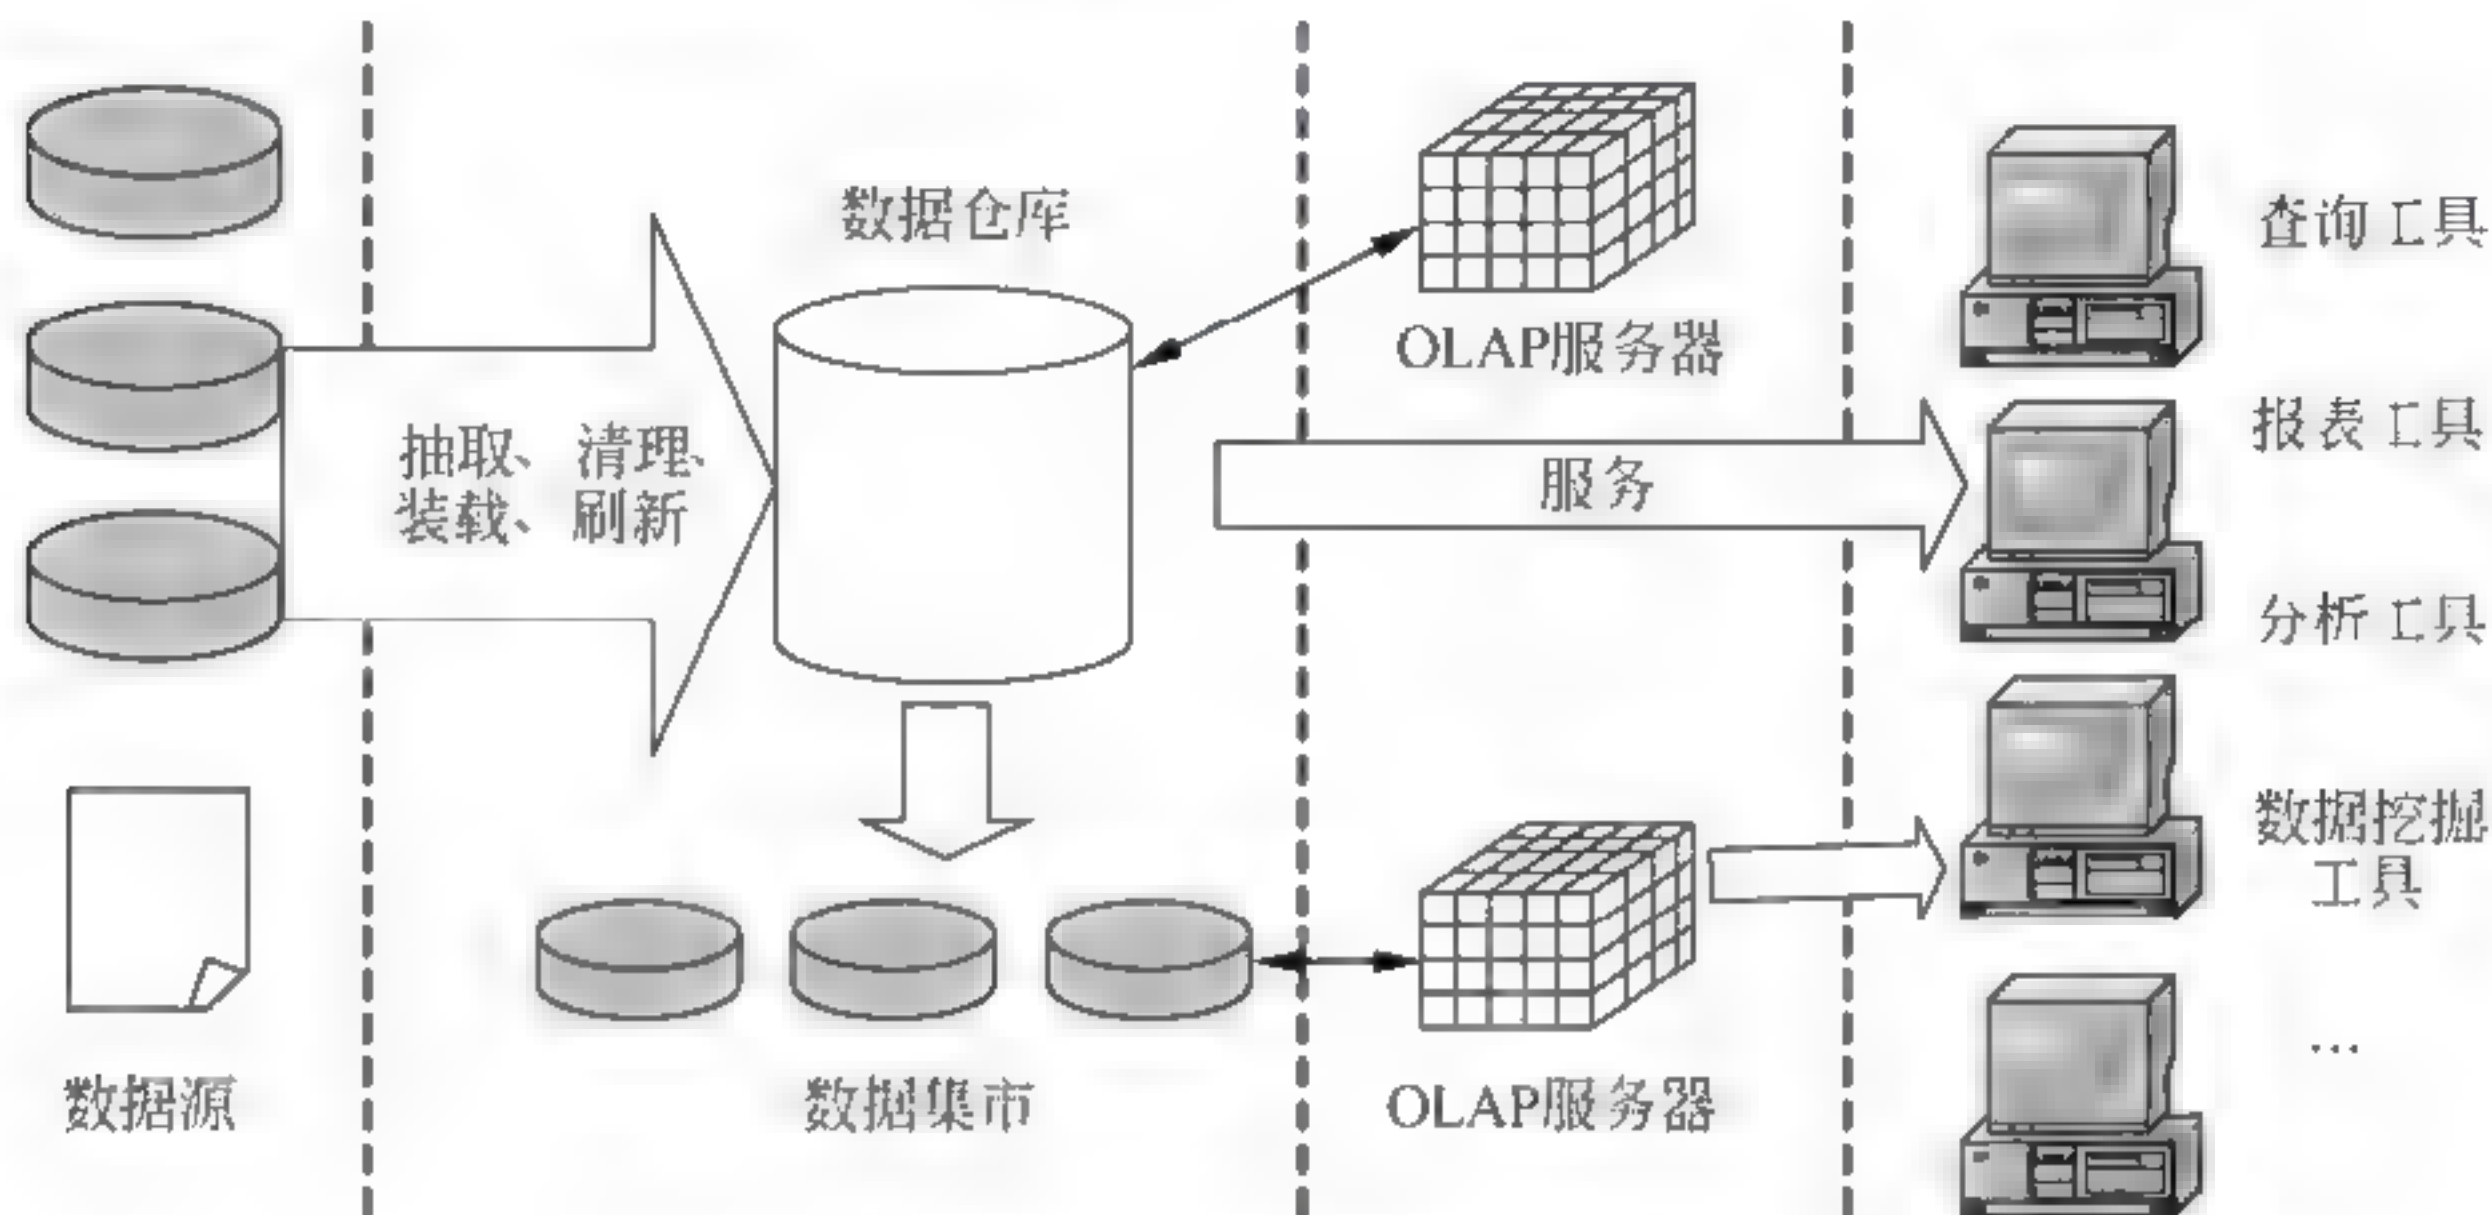 数据仓库
查询工具
OLAP服务器
报表工具
抽取、清理、
装载、刷新
服务
分析工具
数据挖掘
工具
...
数据源
数据集市
OLAP服务器